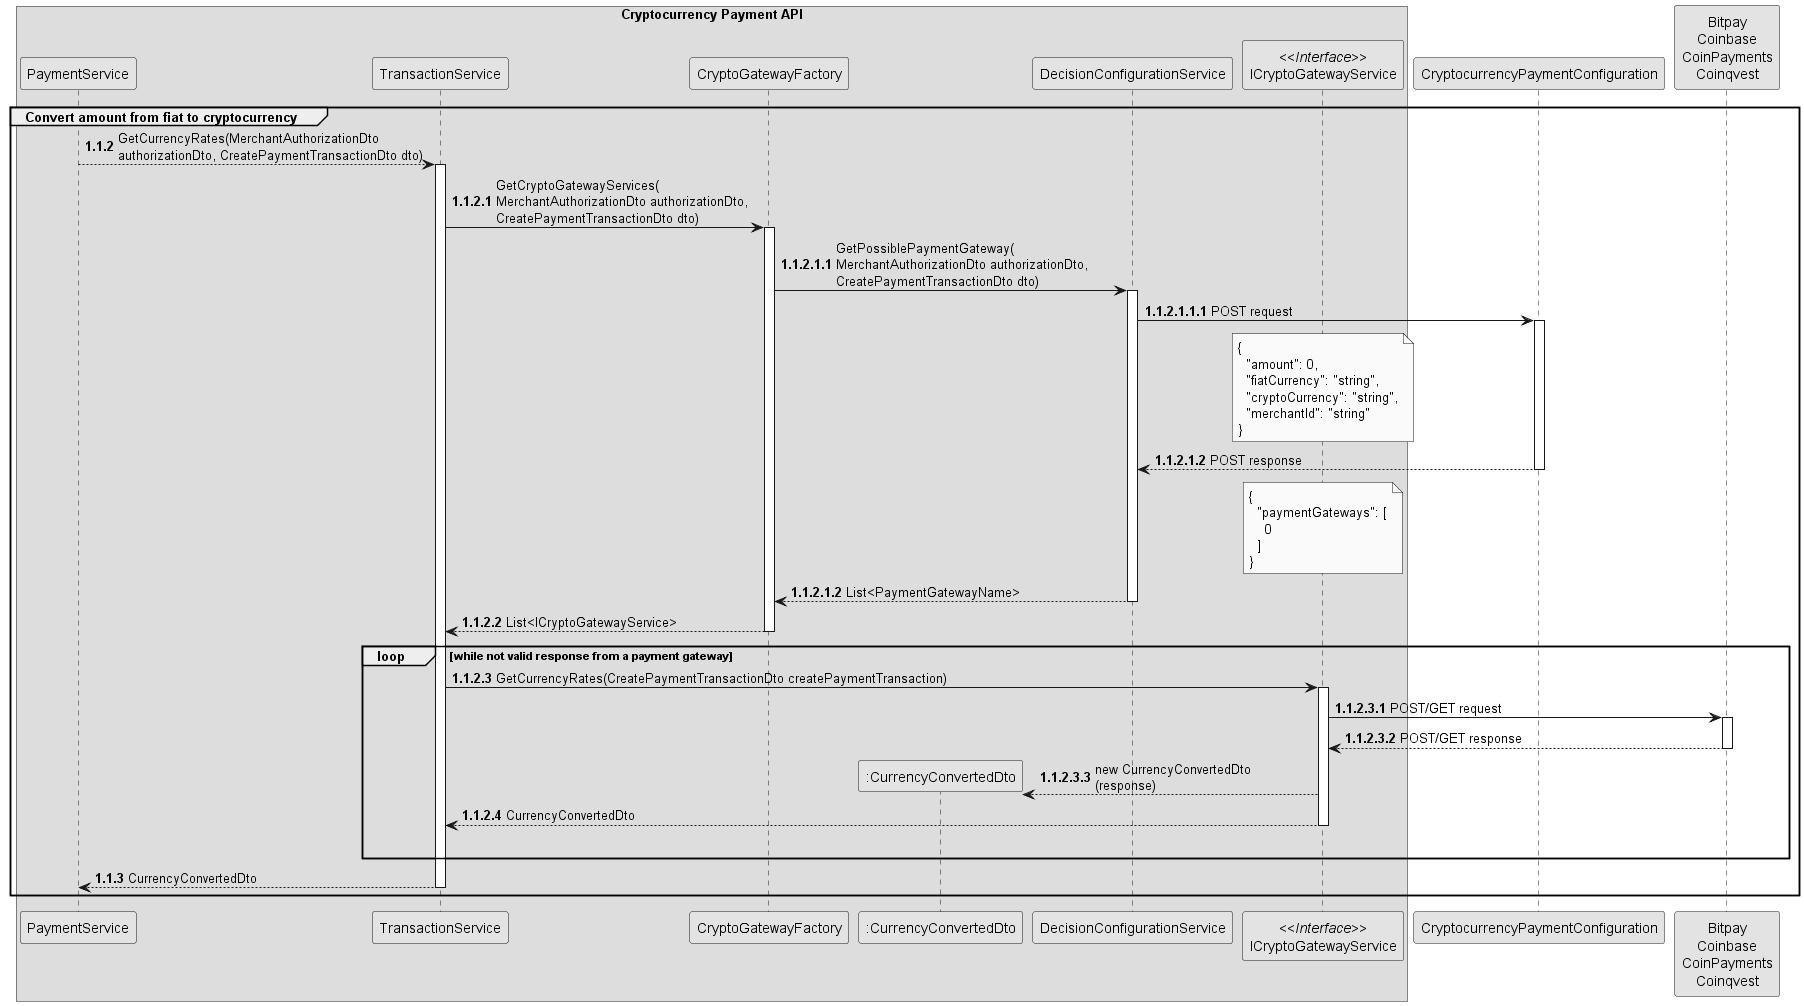 Cryptocurrency Payment API
PaymentService
TransactionService
CryptoGatewayFactory
DecisionConfigurationService
<<Interface>>
ICryptoGatewayService
CryptocurrencyPaymentConfiguration
Bitpay
Coinbase
CoinPayments
Coinqvest
Convert amount from fiat to cryptocurrency
1.1.2 GetCurrencyRates(MerchantAuthorizationDto
authorizationDto, CreatePaymentTransactionDto dto)
GetCryptoGatewayServices(
1.1.2.1 MerchantAuthorizationDto authorizationDto,
CreatePaymentTransactionDto dto)
GetPossiblePaymentGateway(
1.1.2.1.1 MerchantAuthorizationDto authorizationDto,
CreatePaymentTransactionDto dto)
1.1.2.1.1.1 POST request
{
"amount": 0,
"fiatCurrency": "string",
"cryptoCurrency": "string",
"merchantId": "string"
}
1.1.2.1.2 POST response
{
"paymentGateways": [
0
]
}
1.1.2.1.2 List<PaymentGatewayName>
1.1.2.2 List<ICryptoGatewayService>
loop [while not valid response from a payment gateway]
1.1.2.3 GetCurrencyRates(CreatePaymentTransactionDto createPaymentTransaction)
1.1.2.3.1 POST/GET request
1.1.2.3.2 POST/GET response
:CurrencyConvertedDto
1.1.2.3.3 new CurrencyConvertedDto
(response)
1.1.2.4 CurrencyConvertedDto
1.1.3 CurrencyConvertedDto
PaymentService
TransactionService
CryptoGatewayFactory
:CurrencyConvertedDto
DecisionConfigurationService
<<Interface>>
ICryptoGatewayService
CryptocurrencyPaymentConfiguration
Bitpay
Coinbase
CoinPayments
Coinqvest